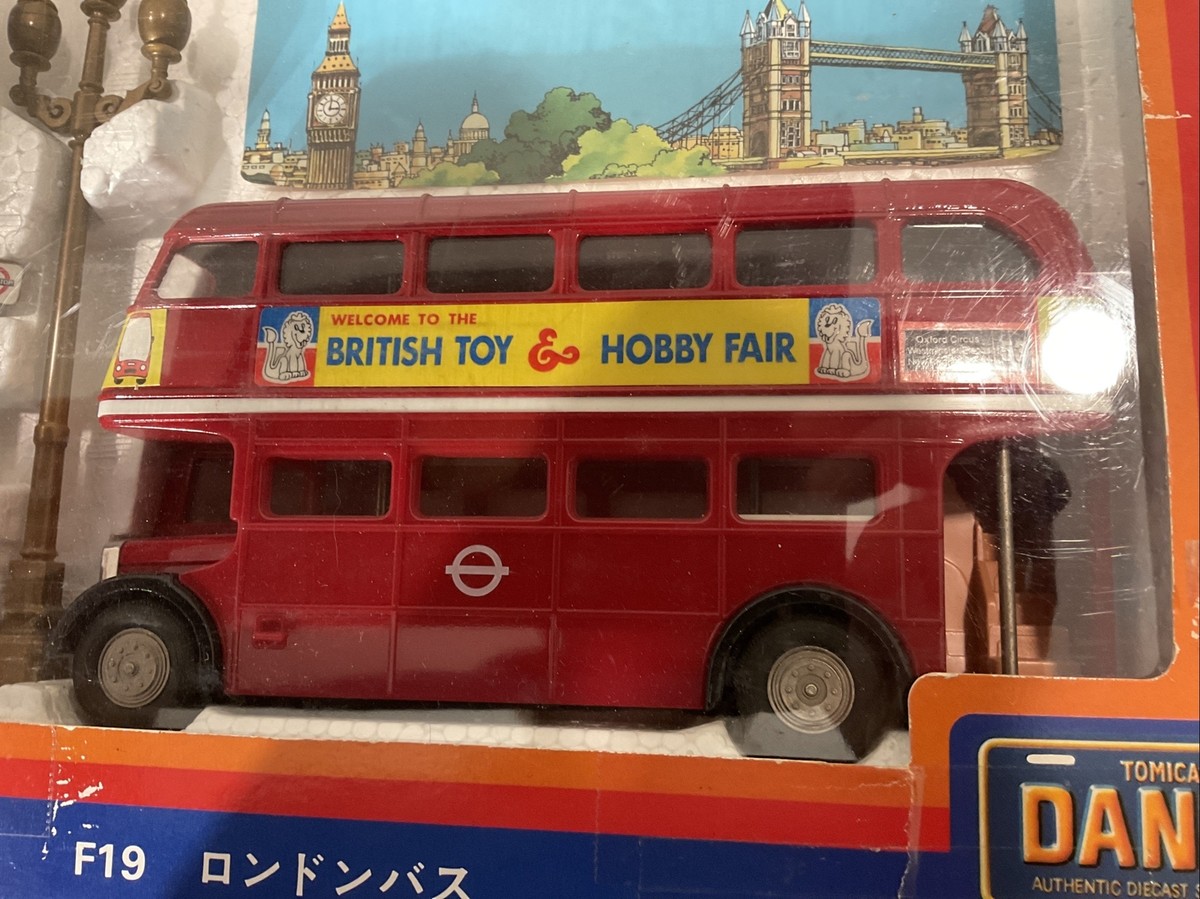 WELCOME TO THE
BRITISH TOY & HOBBY FAIR
Oxford Circus
F19 ロンドンバス
TOMICA
DAN
AUTHENTIC DIECAST S